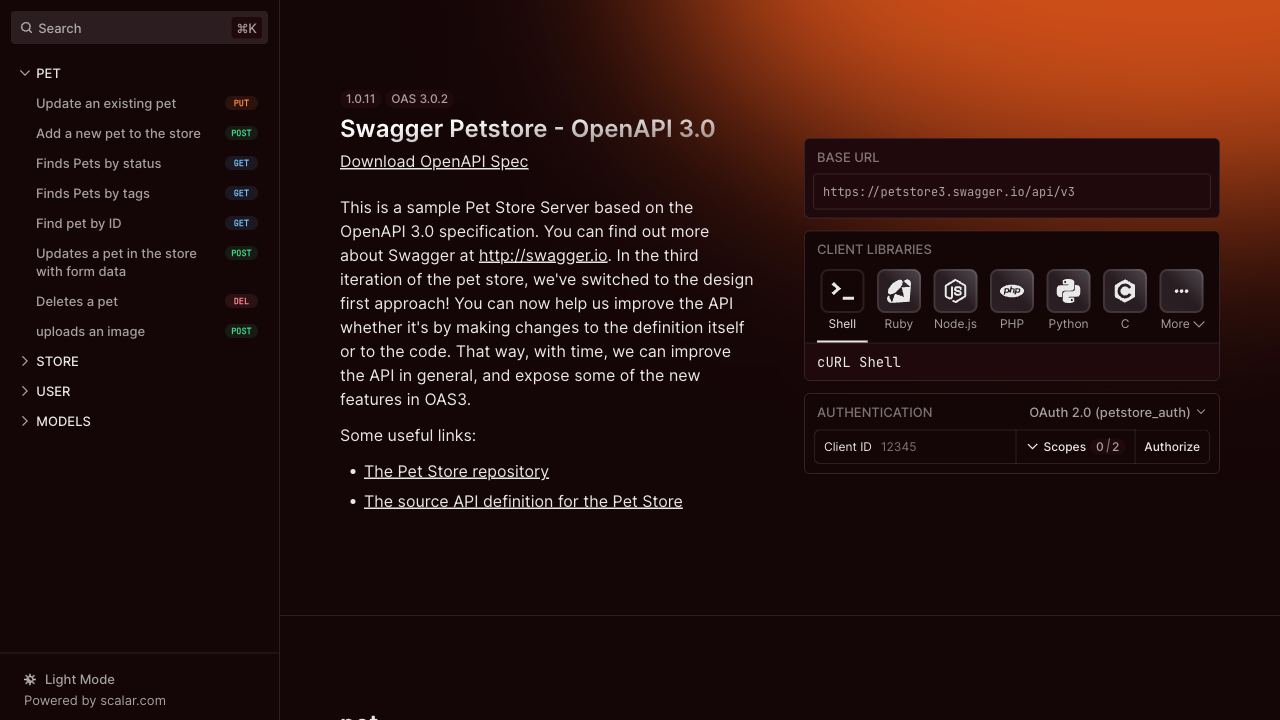 Search ⌘K
PET
Update an existing pet PUT
Add a new pet to the store POST
Finds Pets by status GET
Finds Pets by tags GET
Find pet by ID GET
Updates a pet in the store POST
with form data
Deletes a pet DEL
uploads an image POST
STORE
USER
MODELS
Light Mode
Powered by scalar.com
1.0.11 OAS 3.0.2
Swagger Petstore - OpenAPI 3.0
Download OpenAPI Spec
This is a sample Pet Store Server based on the
OpenAPI 3.0 specification. You can find out more
about Swagger at http://swagger.io. In the third
iteration of the pet store, we've switched to the design
first approach! You can now help us improve the API
whether it's by making changes to the definition itself
or to the code. That way, with time, we can improve
the API in general, and expose some of the new
features in OAS3.
Some useful links:
• The Pet Store repository
• The source API definition for the Pet Store
BASE URL
https://petstore3.swagger.io/api/v3
CLIENT LIBRARIES
php
Shell Ruby Node.js PHP Python C More
cURL Shell
AUTHENTICATION OAuth 2.0 (petstore_auth)
Client ID 12345 Scopes 0/2 Authorize
pet